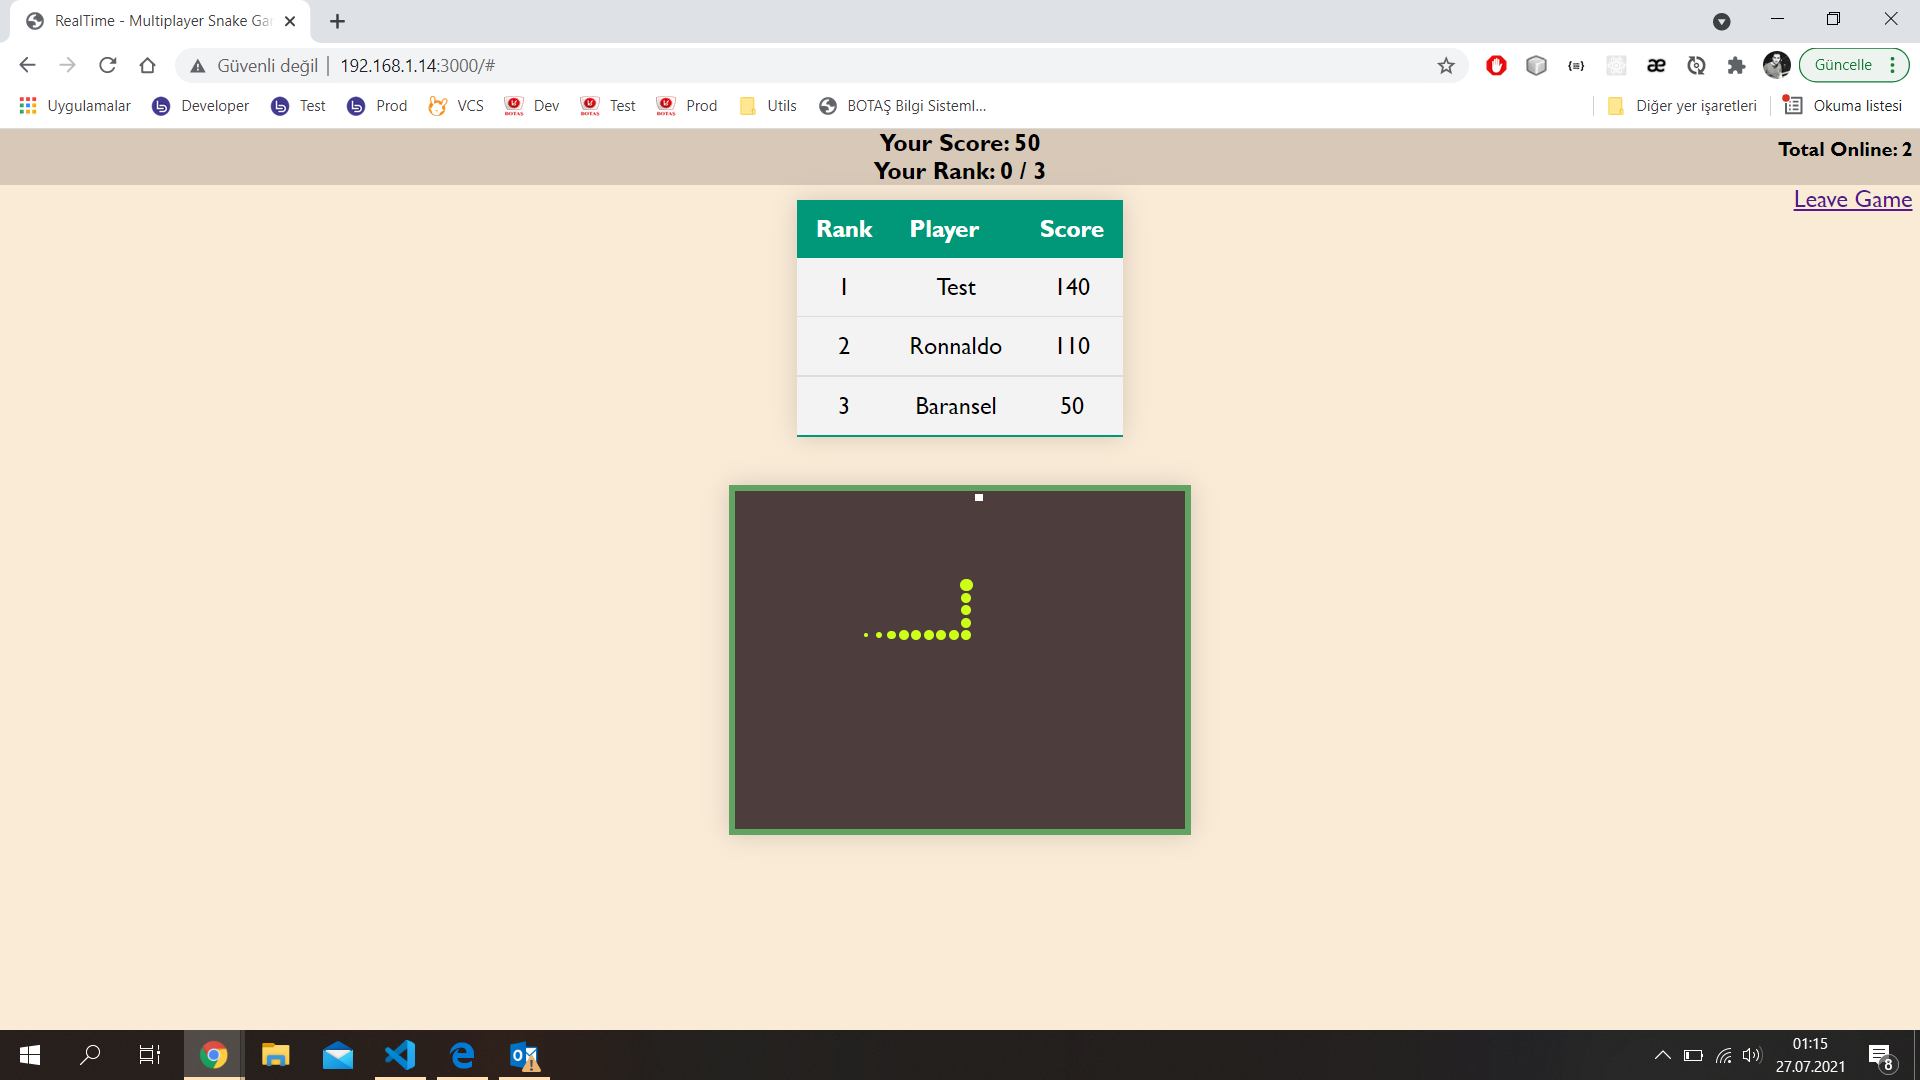 RealTime - Multiplayer Snake Gar
Güvenli değil | 192.168.1.14:3000/#
Güncelle
Uygulamalar Developer Test Prod VCS Dev Test Prod Utils BOTAŞ Bilgi Sisteml... Diğer yer işaretleri Okuma listesi
Your Score: 50
Your Rank: 0 / 3
Total Online: 2
Leave Game
Rank Player Score
1 Test 140
2 Ronnaldo 110
3 Baransel 50
01:15
27.07.2021
8